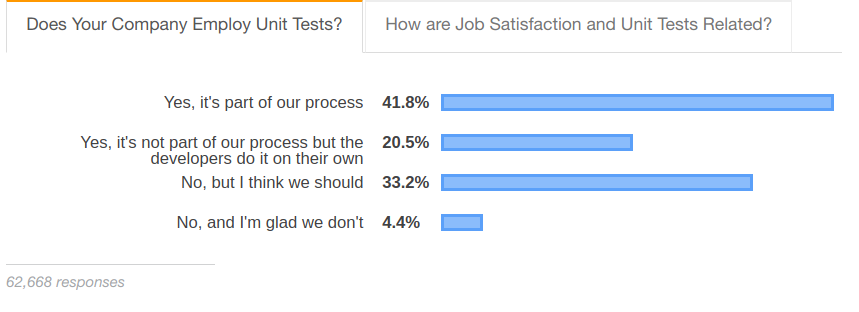 Does Your Company Employ Unit Tests?
How are Job Satisfaction and Unit Tests Related?
Yes, it's part of our process 41.8%
Yes, it's not part of our process but the 20.5%
developers do it on their own
No, but I think we should 33.2%
No, and I'm glad we don't 4.4%
62,668 responses